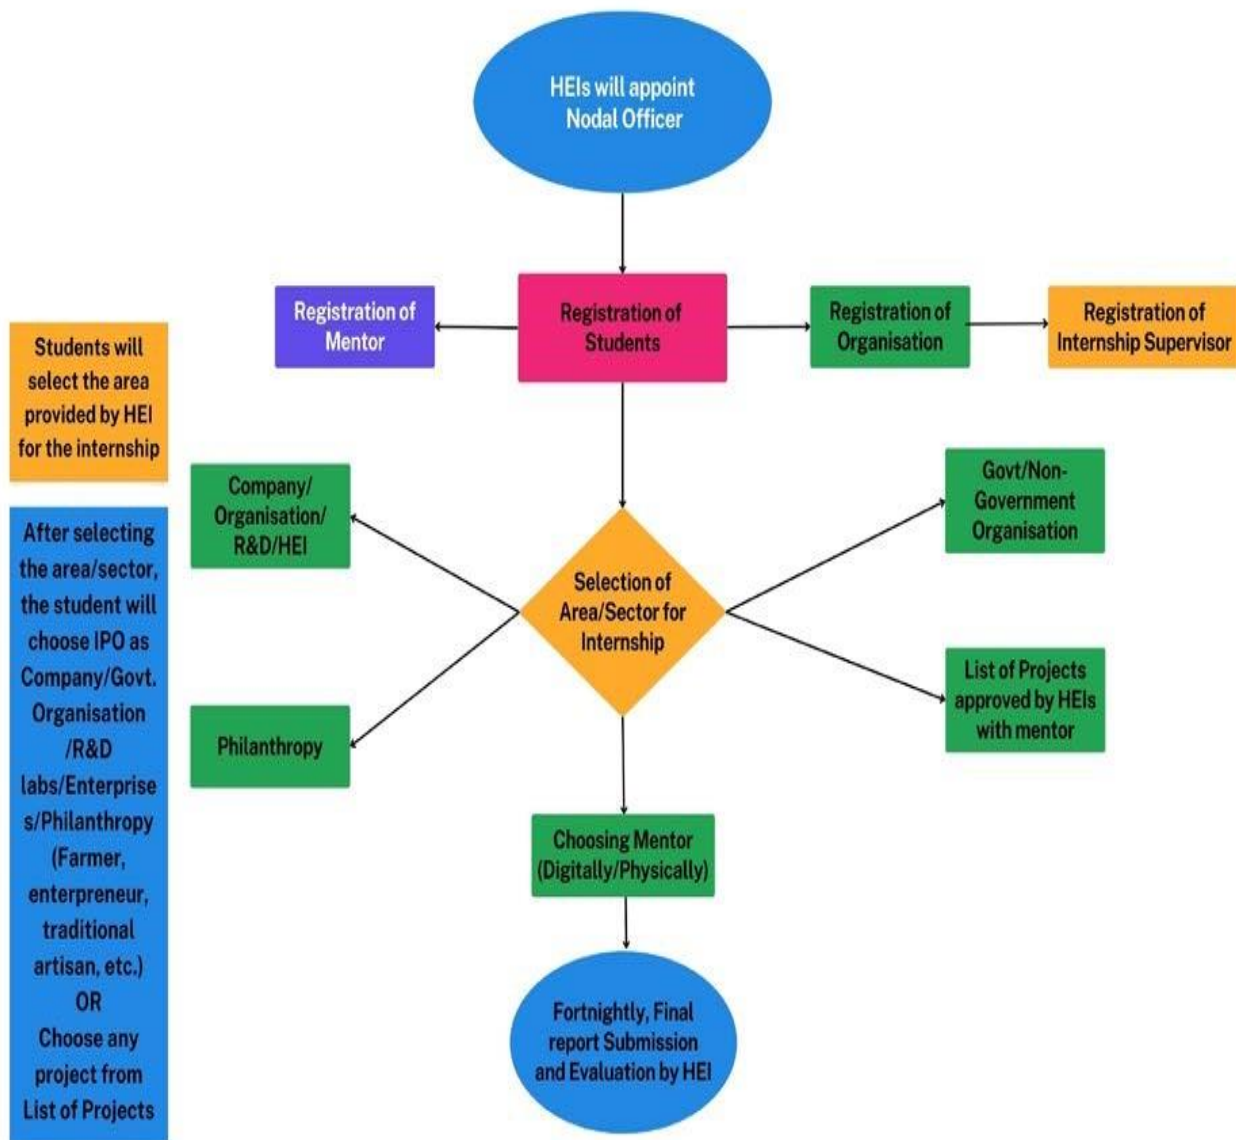 HEIs will appoint
Nodal Officer
Registration of
Mentor
Registration of
Students
Registration of
Organisation
Registration of
Internship Supervisor
Students will
select the area
provided by HEI
for the internship
Company/
Organisation/
R&D/HEI
Govt/Non-
Government
Organisation
After selecting
the area/sector,
the student will
choose IPO as
Company/Govt.
Organisation
/R&D
labs/Enterprise
s/Philanthropy
(Farmer,
enterpreneur,
traditional
artisan, etc.)
OR
Choose any
project from
List of Projects
Selection of
Area/Sector for
Internship
Philanthropy
List of Projects
approved by HEIs
with mentor
Choosing Mentor
(Digitally/Physically)
Fortnightly, Final
report Submission
and Evaluation by HEI